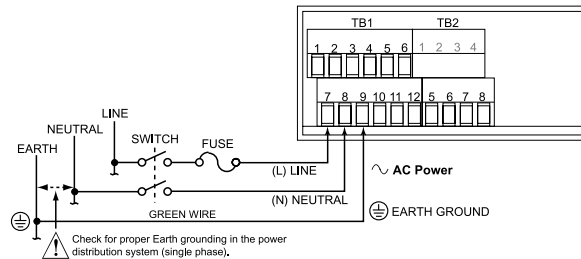 TB1 TB2
1 2 3 4 5 6 1 2 3 4
7 8 9 10 11 12 5 6 7 8
LINE
NEUTRAL
EARTH
SWITCH
FUSE
(L) LINE
∼ AC Power
(N) NEUTRAL
GREEN WIRE
EARTH GROUND
! Check for proper Earth grounding in the power
distribution system (single phase).